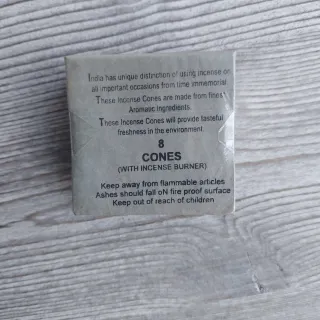 India has unique distinction of using incense on
all important occasions from time immemorial
These Incense Cones are made from finest
Aromatic ingredients.
These Incense Cones will provide tasteful
freshness in the environment
8
CONES
(WITH INCENSE BURNER)
Keep away from flammable articles
Ashes should fall oN fire proof surface
Keep out of reach of children